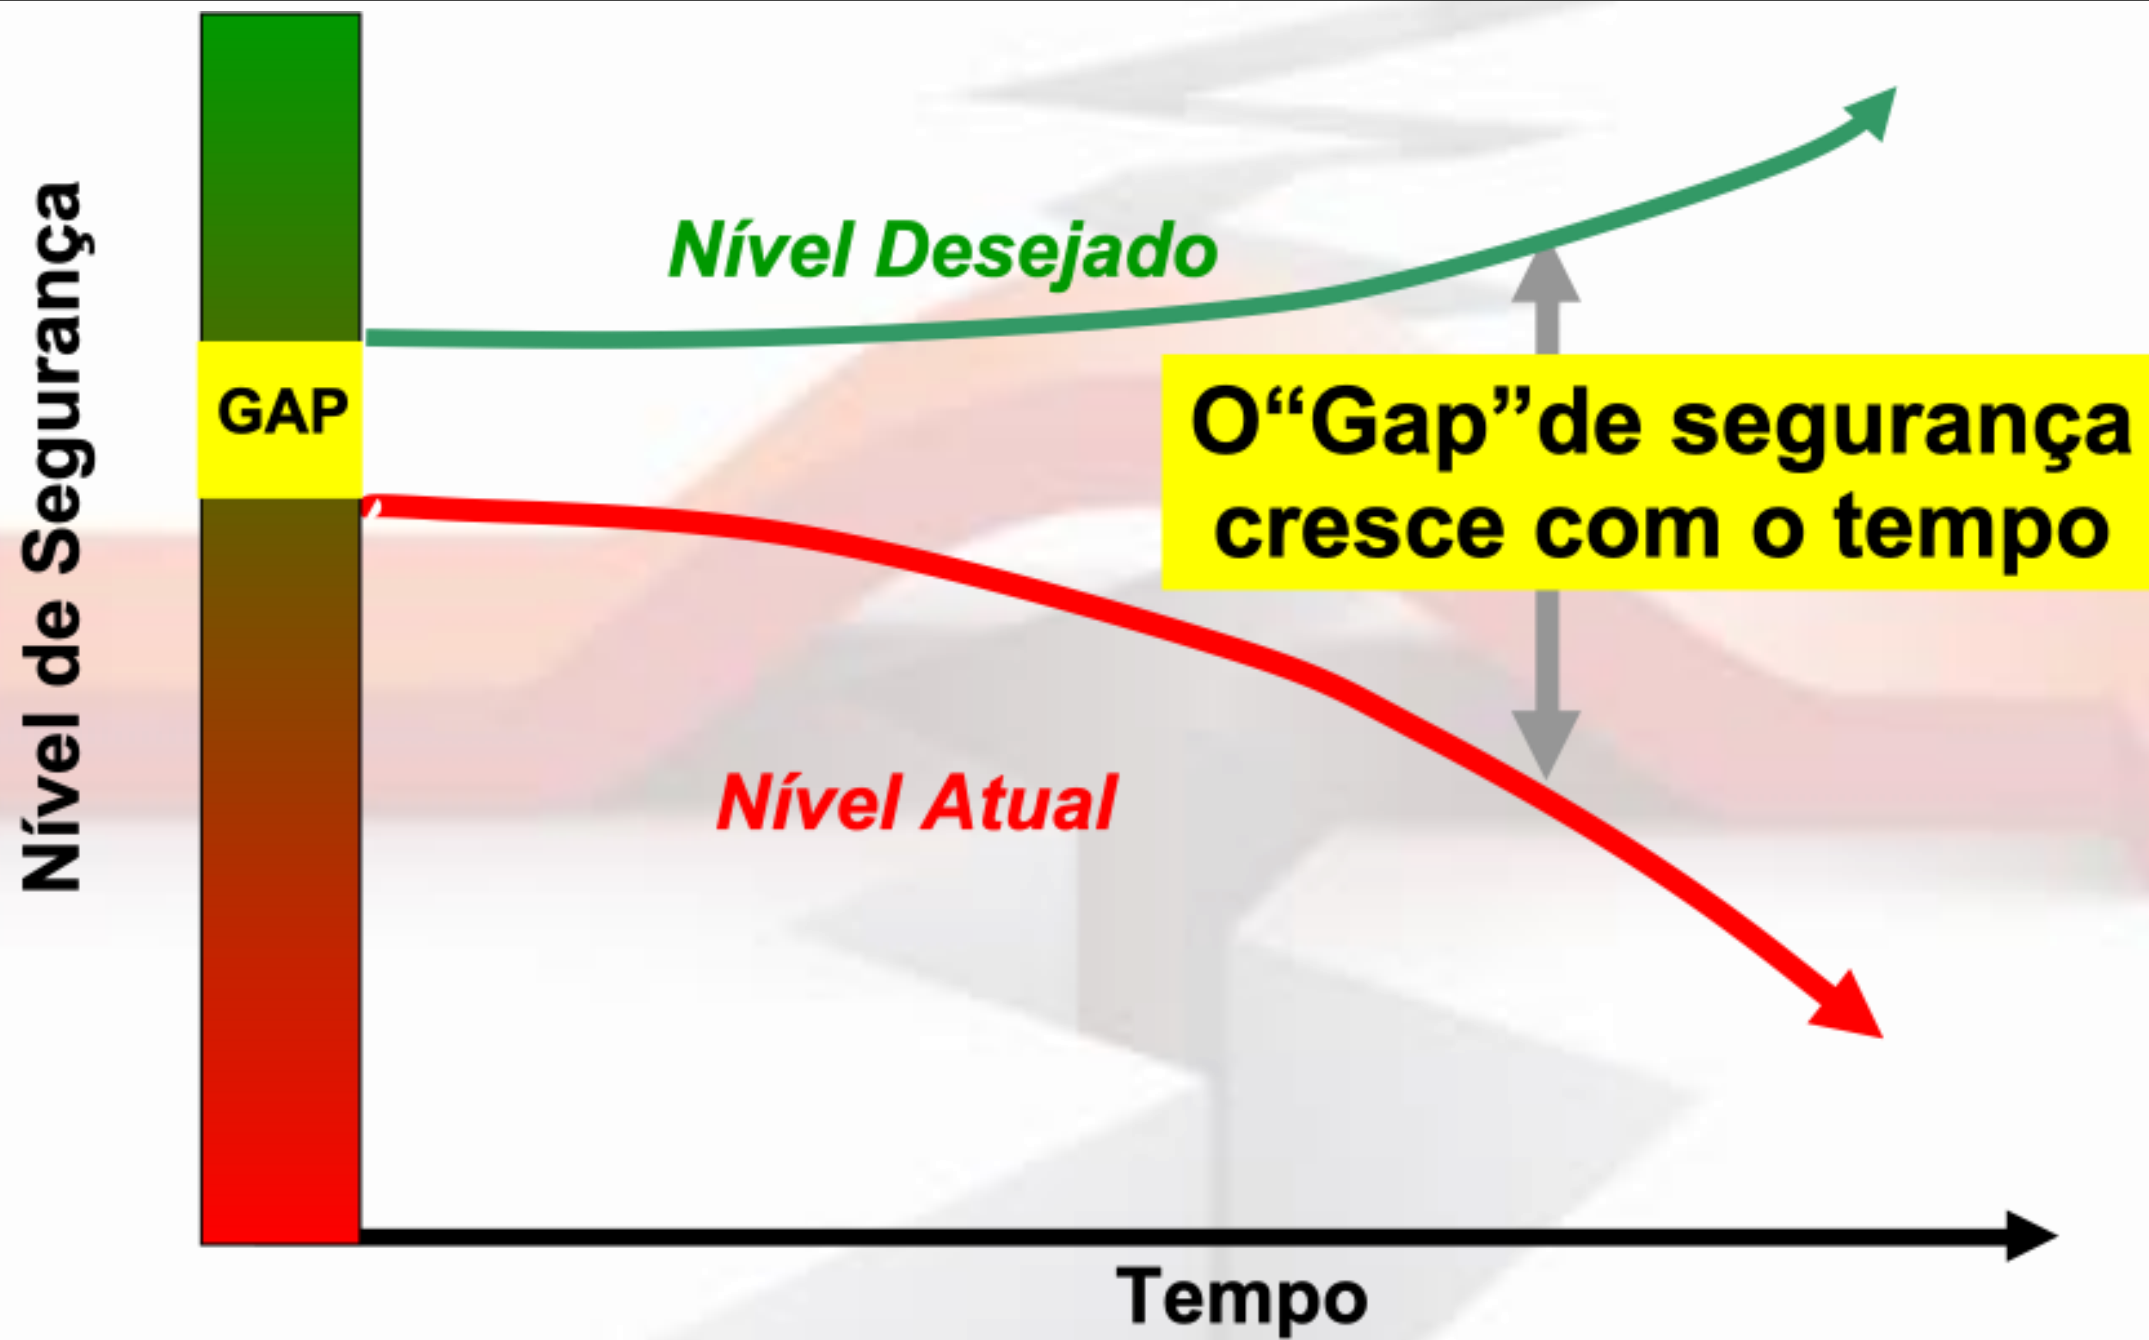 Nível de Segurança
Nível Desejado
GAP
O“Gap”de segurança
cresce com o tempo
Nível Atual
Tempo